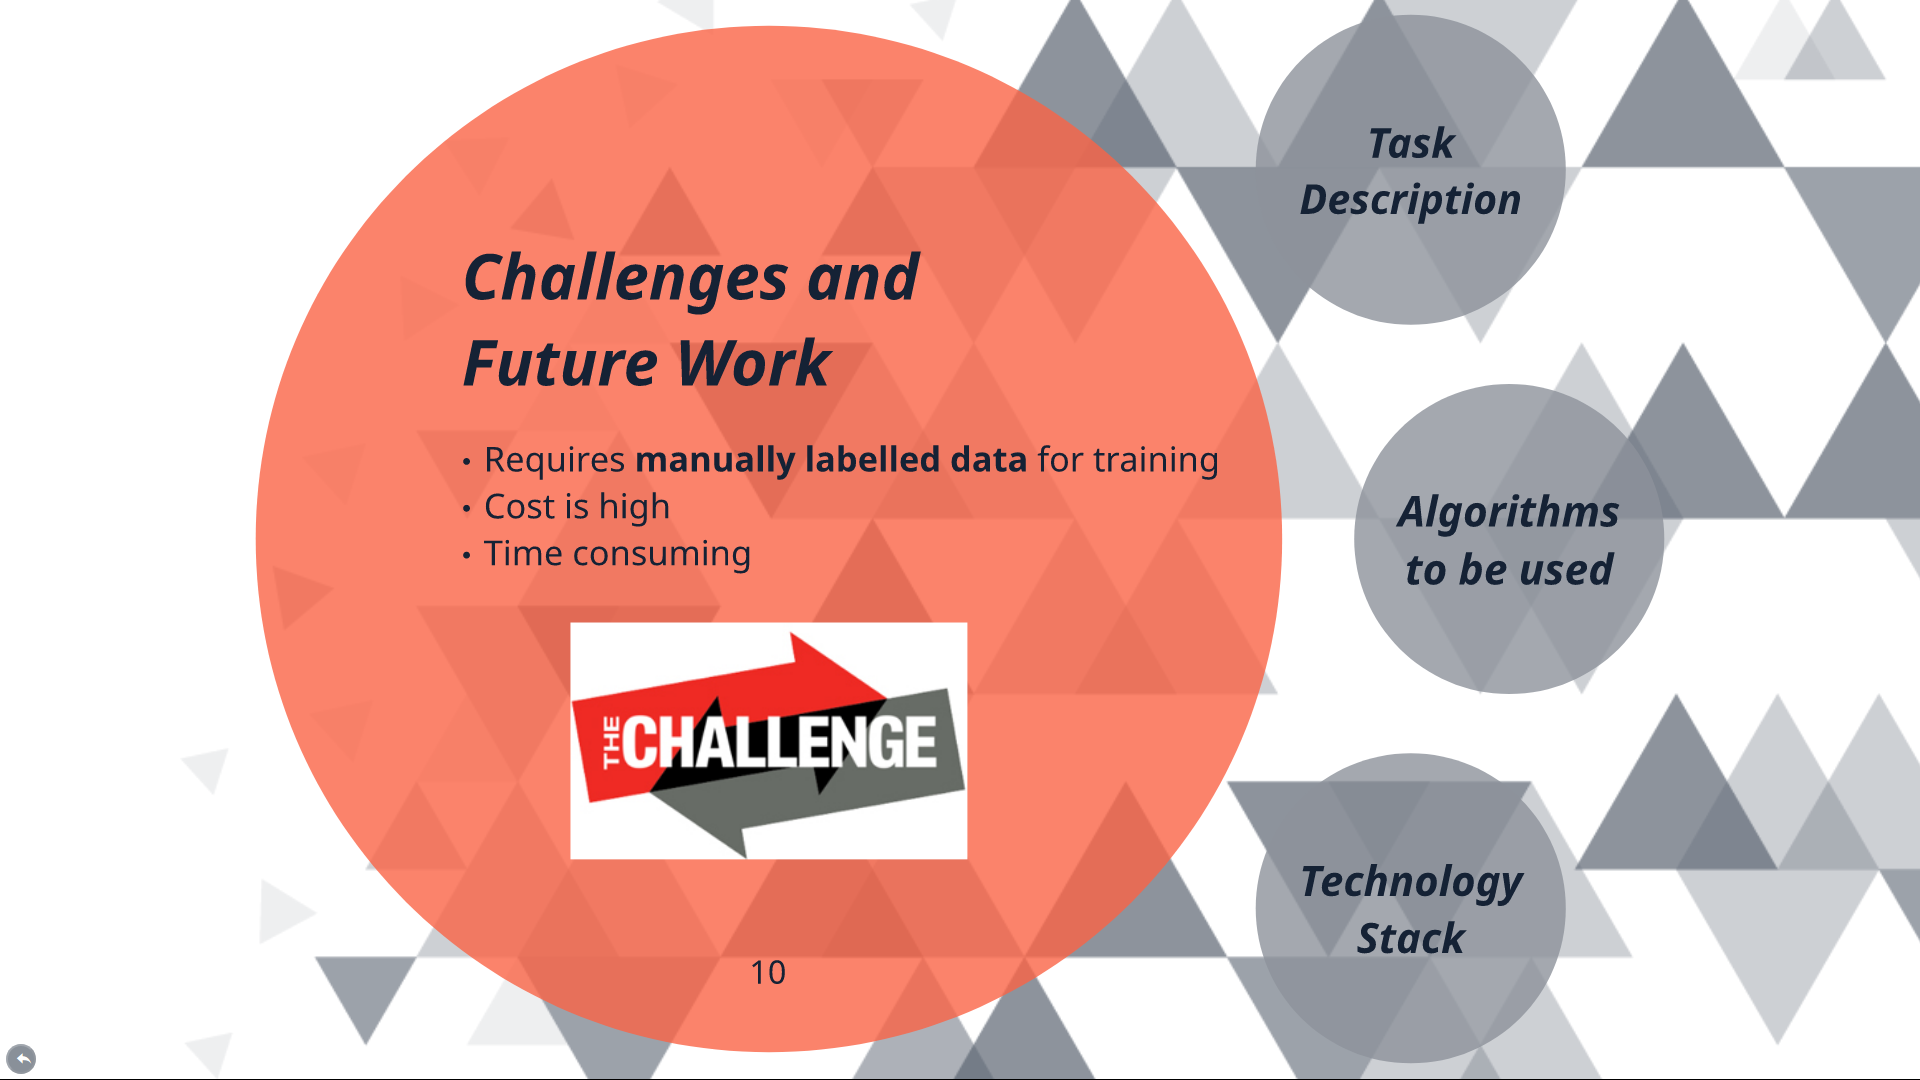 Challenges and
Future Work
• Requires manually labelled data for training
• Cost is high
• Time consuming
THE CHALLENGE
10
Task
Description
Algorithms
to be used
Technology
Stack